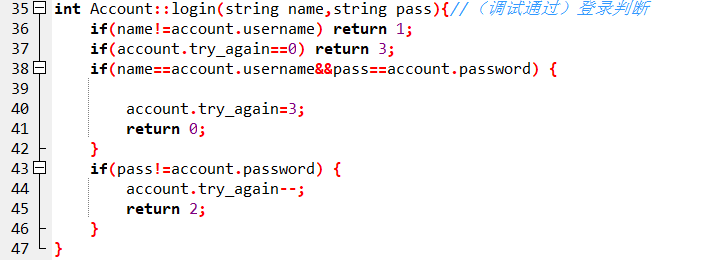 35 int Account::login(string name,string pass){//（调试通过）登录判断
36 if(name!=account.username) return 1;
37 if(account.try_again==0) return 3;
38 if(name==account.username&&pass==account.password) {
39
40 account.try_again=3;
41 return 0;
42 }
43 if(pass!=account.password) {
44 account.try_again--;
45 return 2;
46 }
47 }